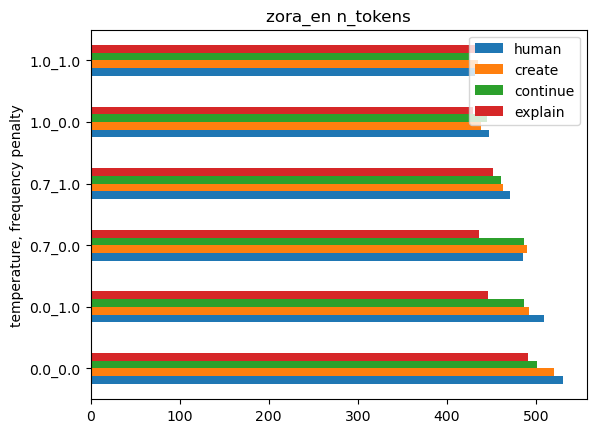 zora_en n_tokens
human
create
continue
explain
temperature, frequency penalty
1.0_1.0
1.0_0.0
0.7_1.0
0.7_0.0
0.0_1.0
0.0_0.0
0 100 200 300 400 500